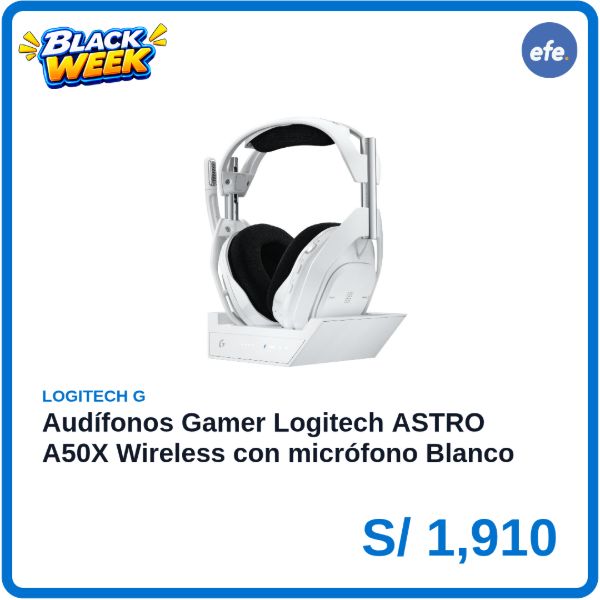 BLACK
WEEK
efe.
LOGITECH G
Audífonos Gamer Logitech ASTRO
A50X Wireless con micrófono Blanco
S/ 1,910